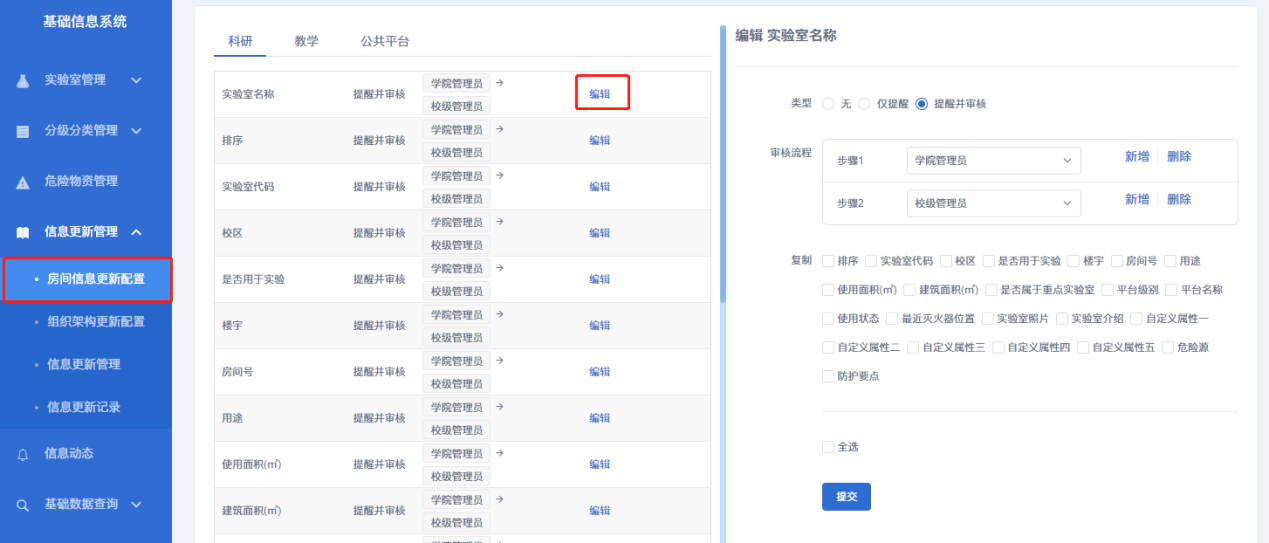 基础信息系统
实验室管理
分级分类管理
危险物资管理
信息更新管理
房间信息更新配置
组织架构更新配置
信息更新管理
信息更新记录
信息动态
基础数据查询
科研 教学 公共平台
实验室名称 提醒并审核 学院管理员 → 校级管理员 编辑
排序 提醒并审核 学院管理员 → 校级管理员 编辑
实验室代码 提醒并审核 学院管理员 → 校级管理员 编辑
校区 提醒并审核 学院管理员 → 校级管理员 编辑
是否用于实验 提醒并审核 学院管理员 → 校级管理员 编辑
楼宇 提醒并审核 学院管理员 → 校级管理员 编辑
房间号 提醒并审核 学院管理员 → 校级管理员 编辑
用途 提醒并审核 学院管理员 → 校级管理员 编辑
使用面积(㎡) 提醒并审核 学院管理员 → 校级管理员 编辑
建筑面积(㎡) 提醒并审核 学院管理员 → 校级管理员 编辑
编辑 实验室名称
类型 无 仅提醒 提醒并审核
审核流程
步骤1 学院管理员 新增 删除
步骤2 校级管理员 新增 删除
复制 排序 实验室代码 校区 是否用于实验 楼宇 房间号 用途
使用面积(㎡) 建筑面积(㎡) 是否属于重点实验室 平台级别 平台名称
使用状态 最近灭火器位置 实验室照片 实验室介绍 自定义属性一
自定义属性二 自定义属性三 自定义属性四 自定义属性五 危险源
防护要点
全选
提交